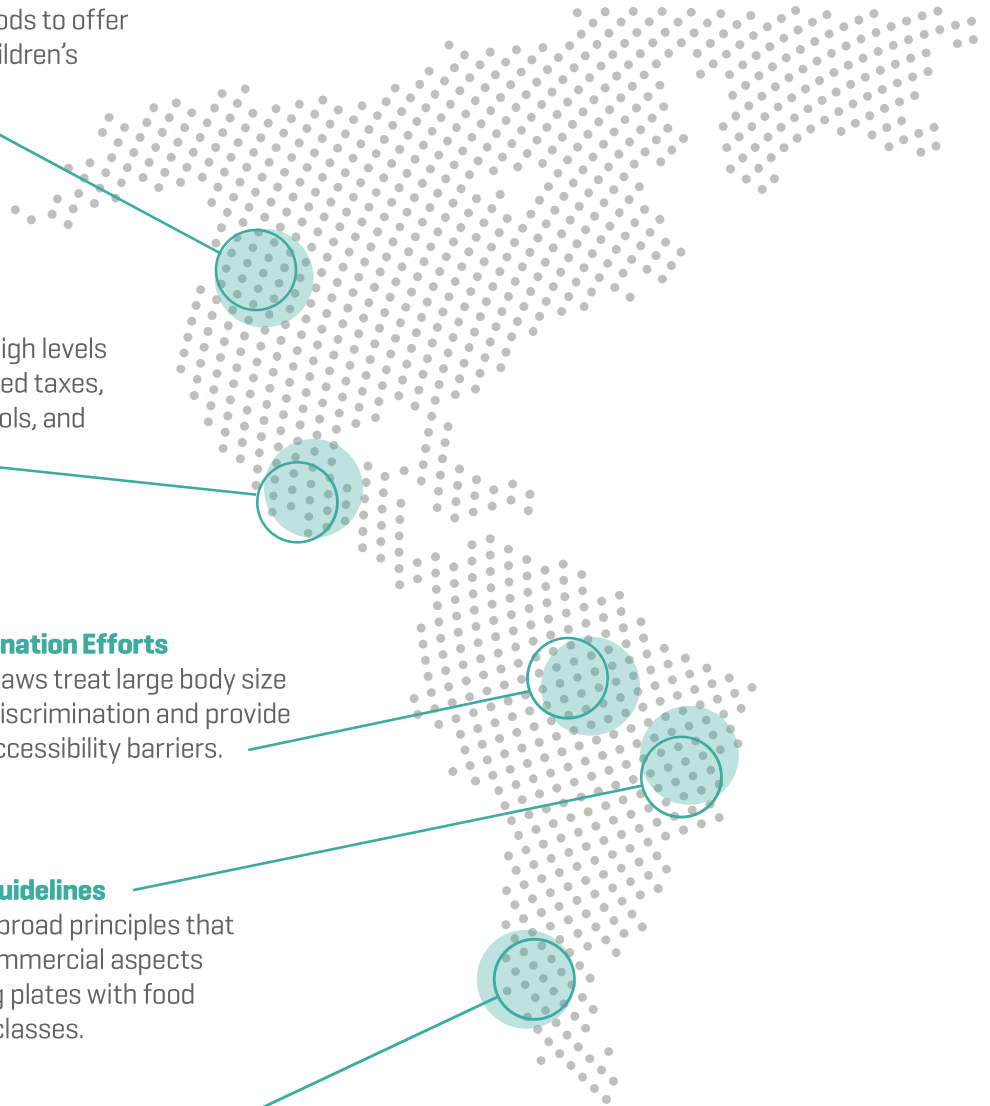 ods to offer
ildren’s
igh levels
ed taxes,
ols, and
nation Efforts
aws treat large body size
iscrimination and provide
ccessibility barriers.
uidelines
broad principles that
mmercial aspects
g plates with food
classes.